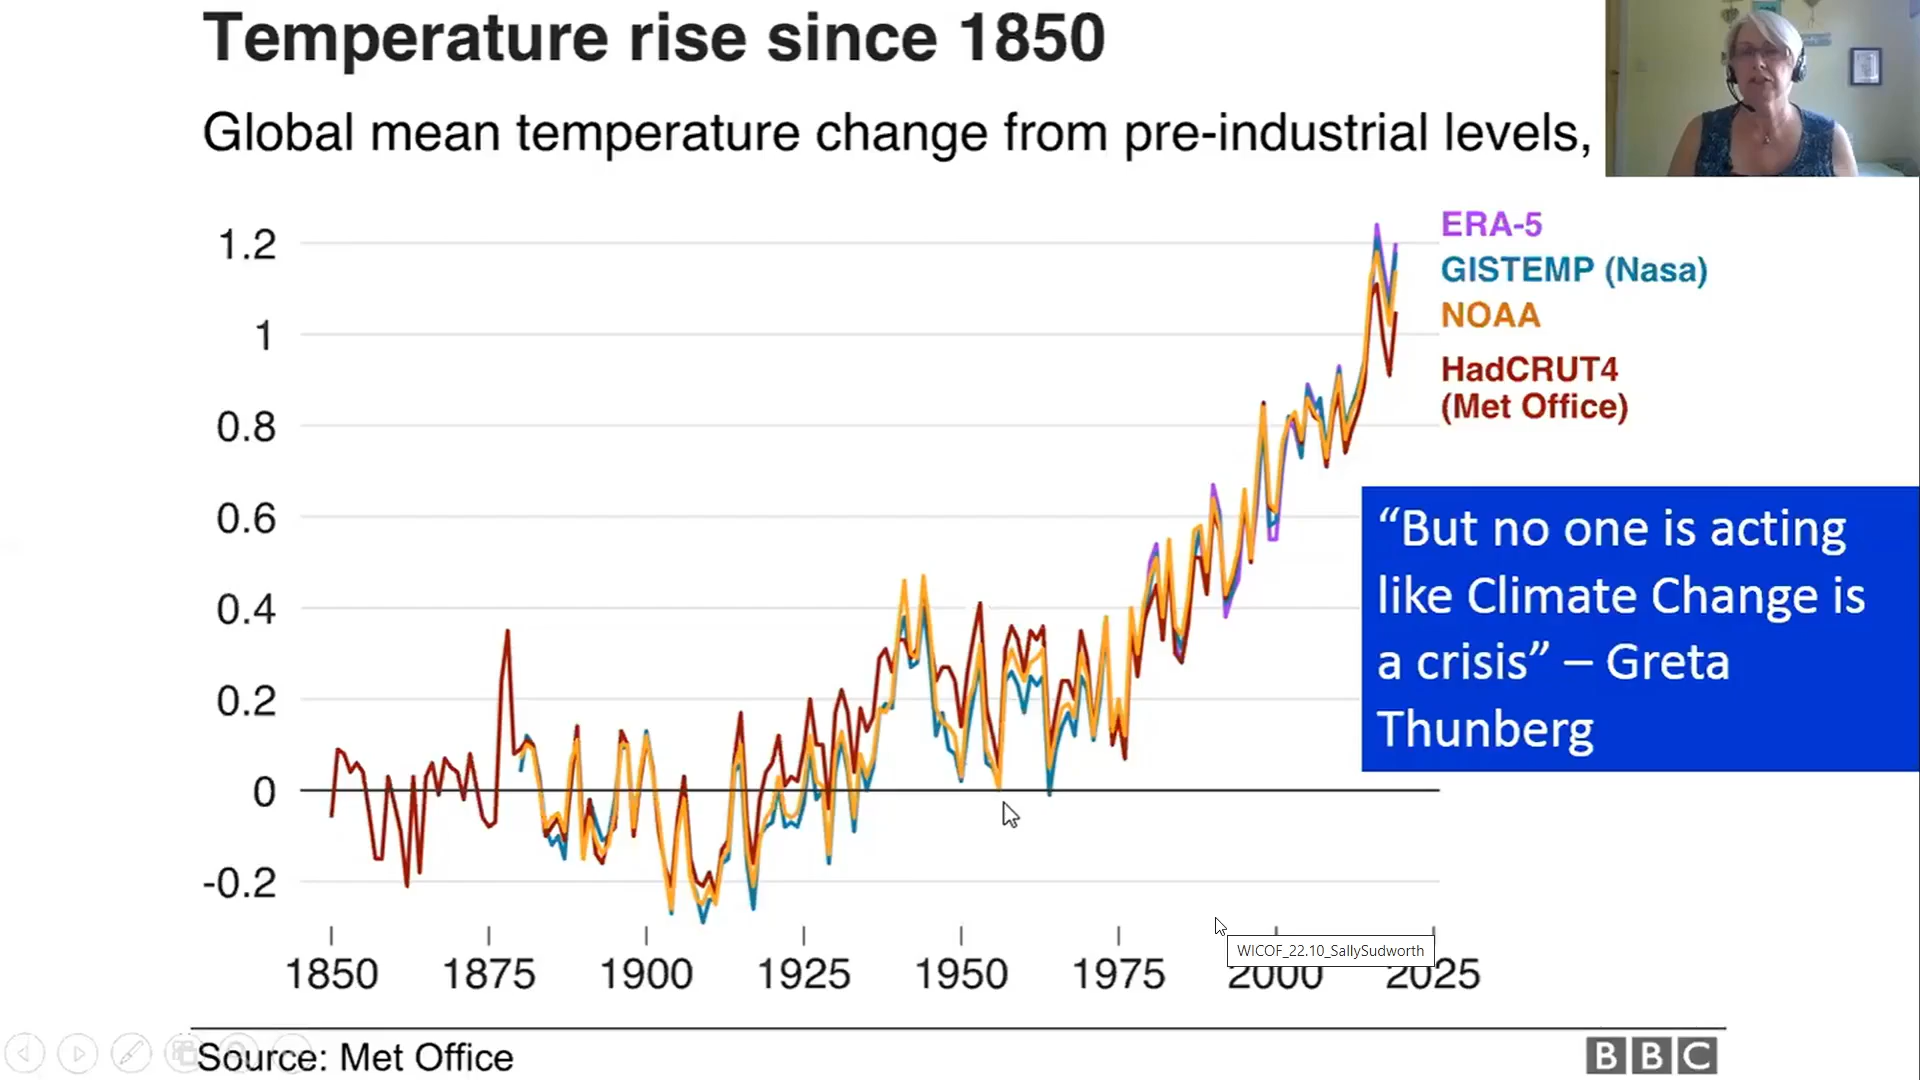 Temperature rise since 1850
Global mean temperature change from pre-industrial levels,
1.2
1
0.8
0.6
0.4
0.2
0
-0.2
ERA-5
GISTEMP (Nasa)
NOAA
HadCRUT4
(Met Office)
“But no one is acting
like Climate Change is
a crisis” – Greta
Thunberg
WICOF_22.10_SallySudworth
1850 1875 1900 1925 1950 1975 2000 2025
Source: Met Office
BBC